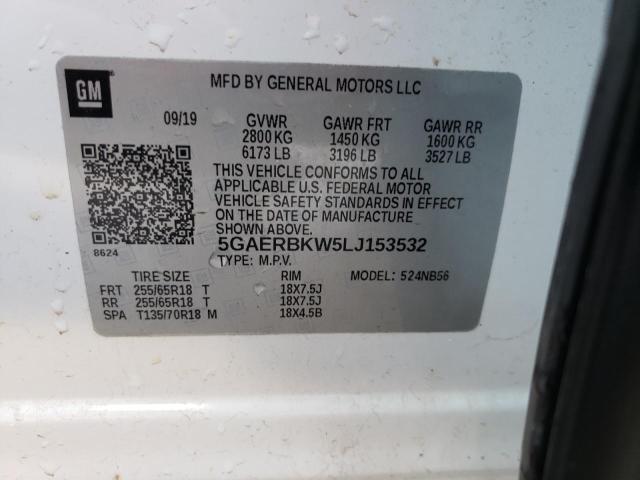 GM
MFD BY GENERAL MOTORS LLC
09/19 GVWR GAWR FRT GAWR RR
2800 KG 1450 KG 1600 KG
6173 LB 3196 LB 3527 LB
THIS VEHICLE CONFORMS TO ALL
APPLICABLE U.S. FEDERAL MOTOR
VEHICLE SAFETY STANDARDS IN EFFECT
ON THE DATE OF MANUFACTURE
SHOWN ABOVE.
5GAERBKW5LJ153532
8624 TYPE: M.P.V.
TIRE SIZE RIM MODEL: 524NB56
FRT 255/65R18 T 18X7.5J
RR 255/65R18 T 18X7.5J
SPA T135/70R18 M 18X4.5B